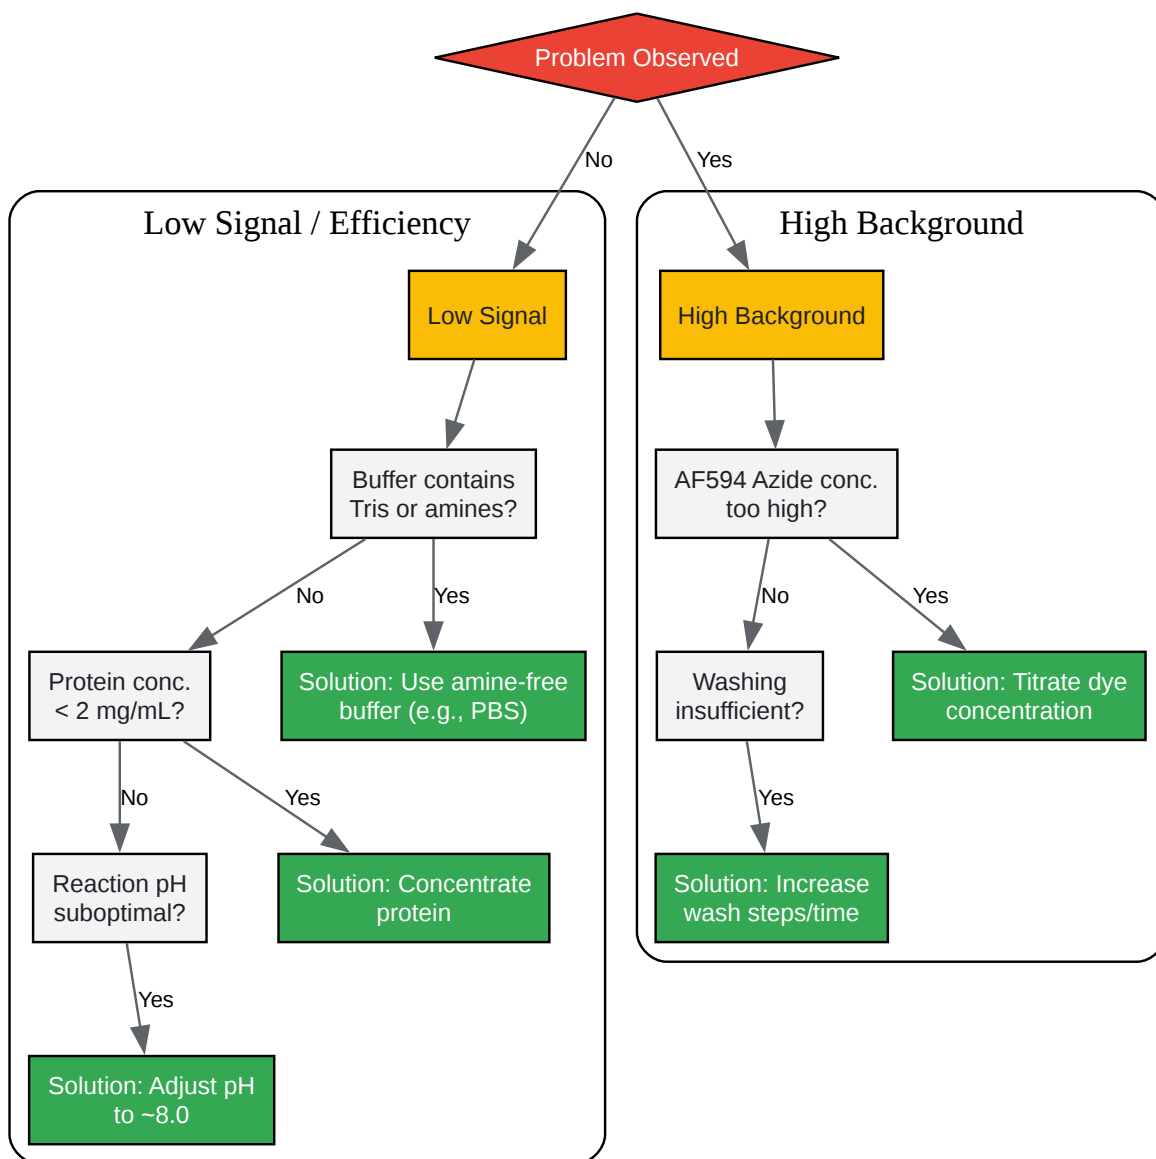 Problem Observed
No
Yes
Low Signal / Efficiency
High Background
Low Signal
High Background
Buffer contains
Tris or amines?
AF594 Azide conc.
too high?
No
Yes
No
Yes
Protein conc.
< 2 mg/mL?
Solution: Use amine-free
buffer (e.g., PBS)
Washing
insufficient?
Solution: Titrate dye
concentration
No
Yes
Yes
Reaction pH
suboptimal?
Solution: Concentrate
protein
Solution: Increase
wash steps/time
Yes
Solution: Adjust pH
to ~8.0